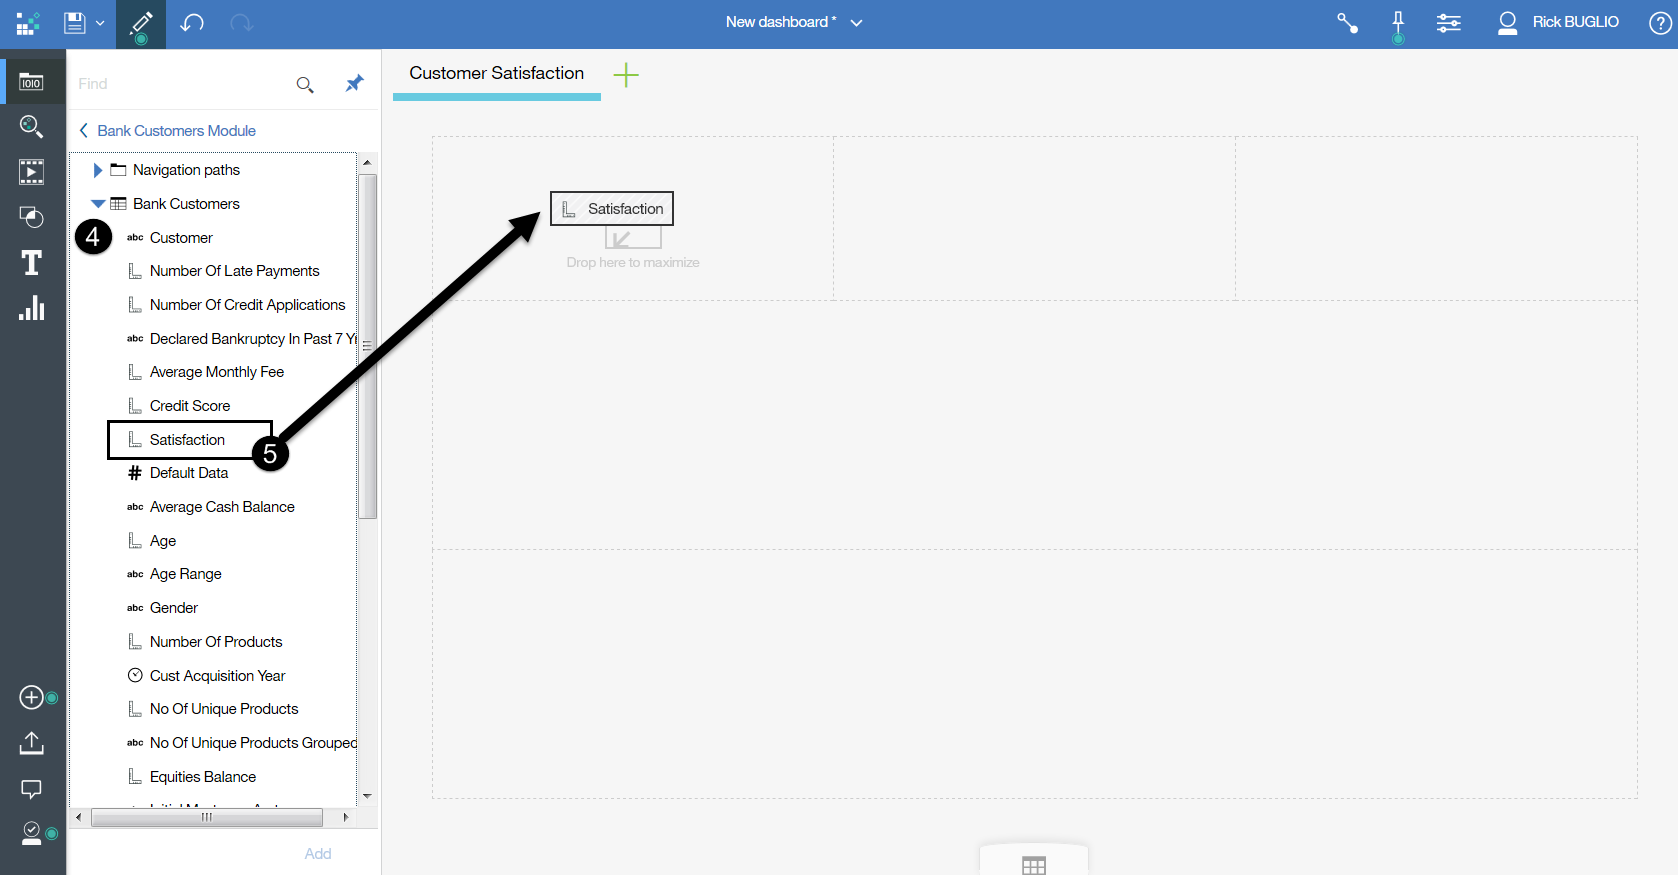 New dashboard *
Rick BUGLIO
?
Find
Customer Satisfaction
Bank Customers Module
Navigation paths
Bank Customers
4
abc Customer
Number Of Late Payments
Number Of Credit Applications
abc Declared Bankruptcy In Past 7 Y
Average Monthly Fee
Credit Score
Satisfaction
5
# Default Data
abc Average Cash Balance
Age
abc Age Range
abc Gender
Number Of Products
Cust Acquisition Year
No Of Unique Products
abc No Of Unique Products Grouped
Equities Balance
Add
Satisfaction
Drop here to maximize
IOIO
T